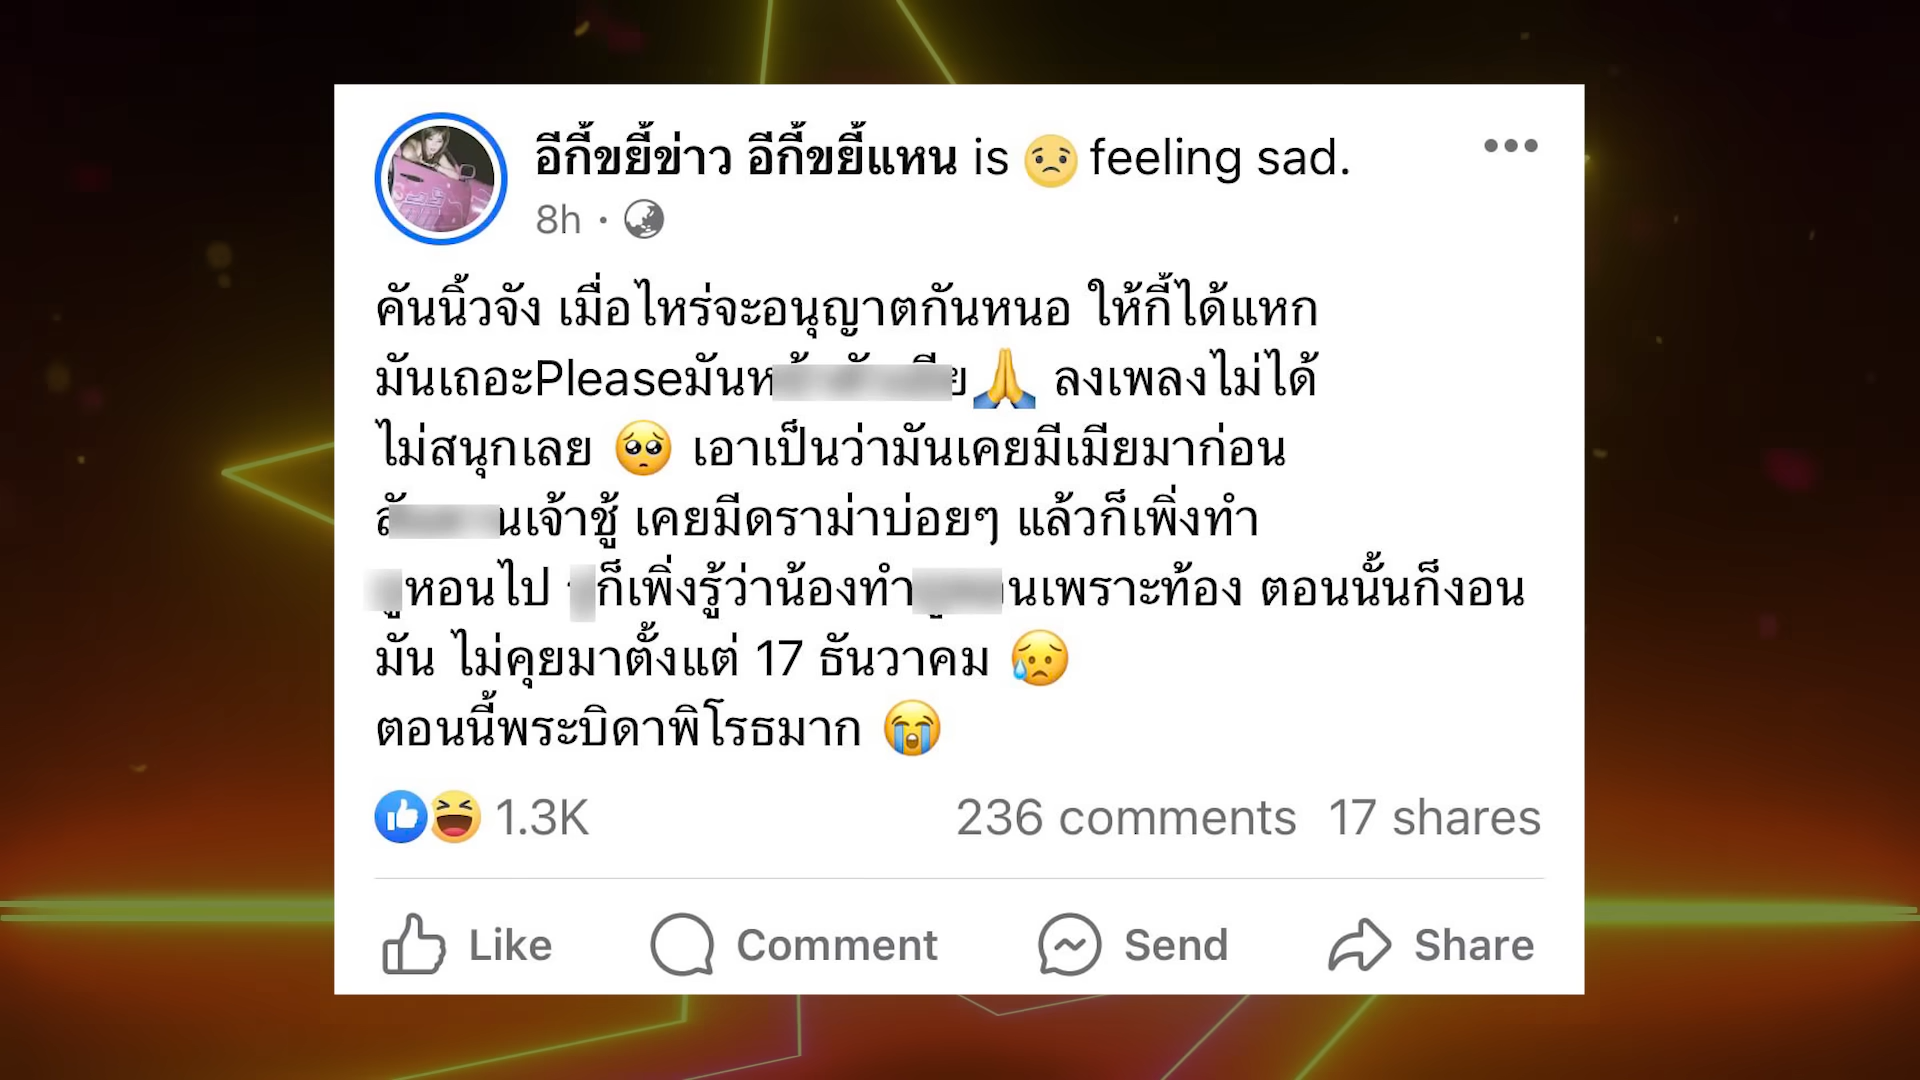 อีกี้ขยี้ข่าว อีกี้ขยี้แหน is feeling sad.
8h
คันนิ้วจัง เมื่อไหร่จะอนุญาตกันหนอ ให้กี้ได้แหก
มันเถอะPleaseมัน ลงเพลงไม่ได้
ไม่สนุกเลย เอาเป็นว่ามันเคยมีเมียมาก่อน
เจ้าชู้ เคยมีดราม่าบ่อยๆ แล้วก็เพิ่งทำ
หอนไป ก็เพิ่งรู้ว่าน้องทำ เพราะท้อง ตอนนั้นก็งอน
มัน ไม่คุยมาตั้งแต่ 17 ธันวาคม
ตอนนี้พระบิดาพิโรธมาก
1.3K 236 comments 17 shares
Like Comment Send Share